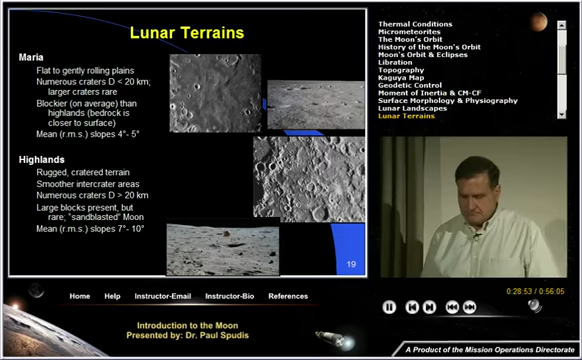 Lunar Terrains
Maria
Flat to gently rolling plains
Numerous craters D < 20 km;
larger craters rare
Blockier (on average) than
highlands (bedrock is
closer to surface)
Mean (r.m.s.) slopes 4°- 5°
Highlands
Rugged, cratered terrain
Smoother intercrater areas
Numerous craters D > 20 km
Large blocks present, but
rare; "sandblasted" Moon
Mean (r.m.s.) slopes 7°- 10°
19
Thermal Conditions
Micrometeorites
The Moon's Orbit
History of the Moon's Orbit
Moon's Orbit & Eclipses
Libration
Topography
Kaguya Map
Geodetic Control
Moment of Inertia & CM-CF
Surface Morphology & Physiography
Lunar Landscapes
Lunar Terrains
0:28:53 / 0:56:05
Home Help Instructor-Email Instructor-Bio References
Introduction to the Moon
Presented by: Dr. Paul Spudis
A Product of the Mission Operations Directorate